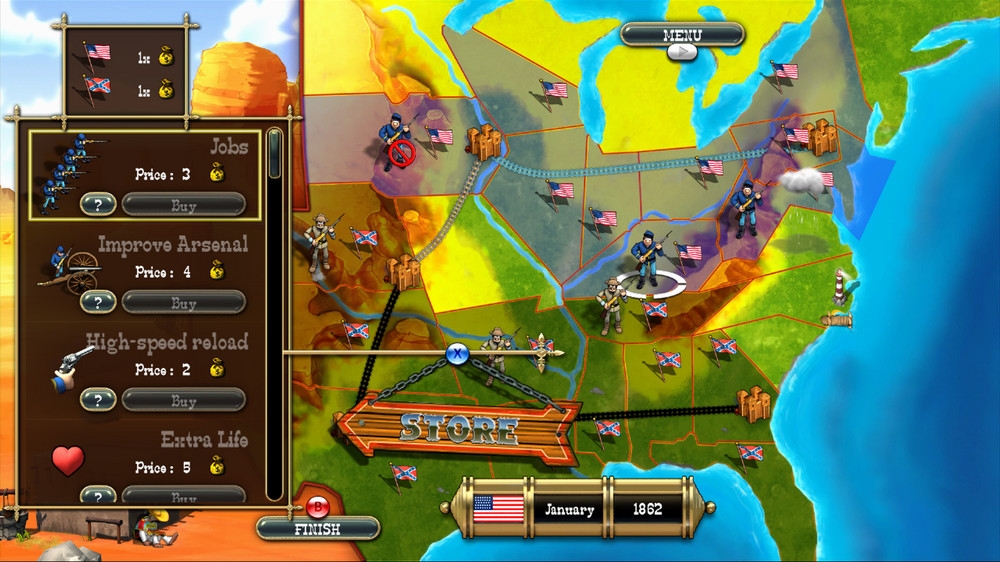 1x
1x
MENU
Jobs
Price: 3
?
Buy
Improve Arsenal
Price: 4
?
Buy
High-speed reload
Price: 2
?
Buy
Extra Life
Price: 5
?
Buy
X
STORE
B
FINISH
January
1862